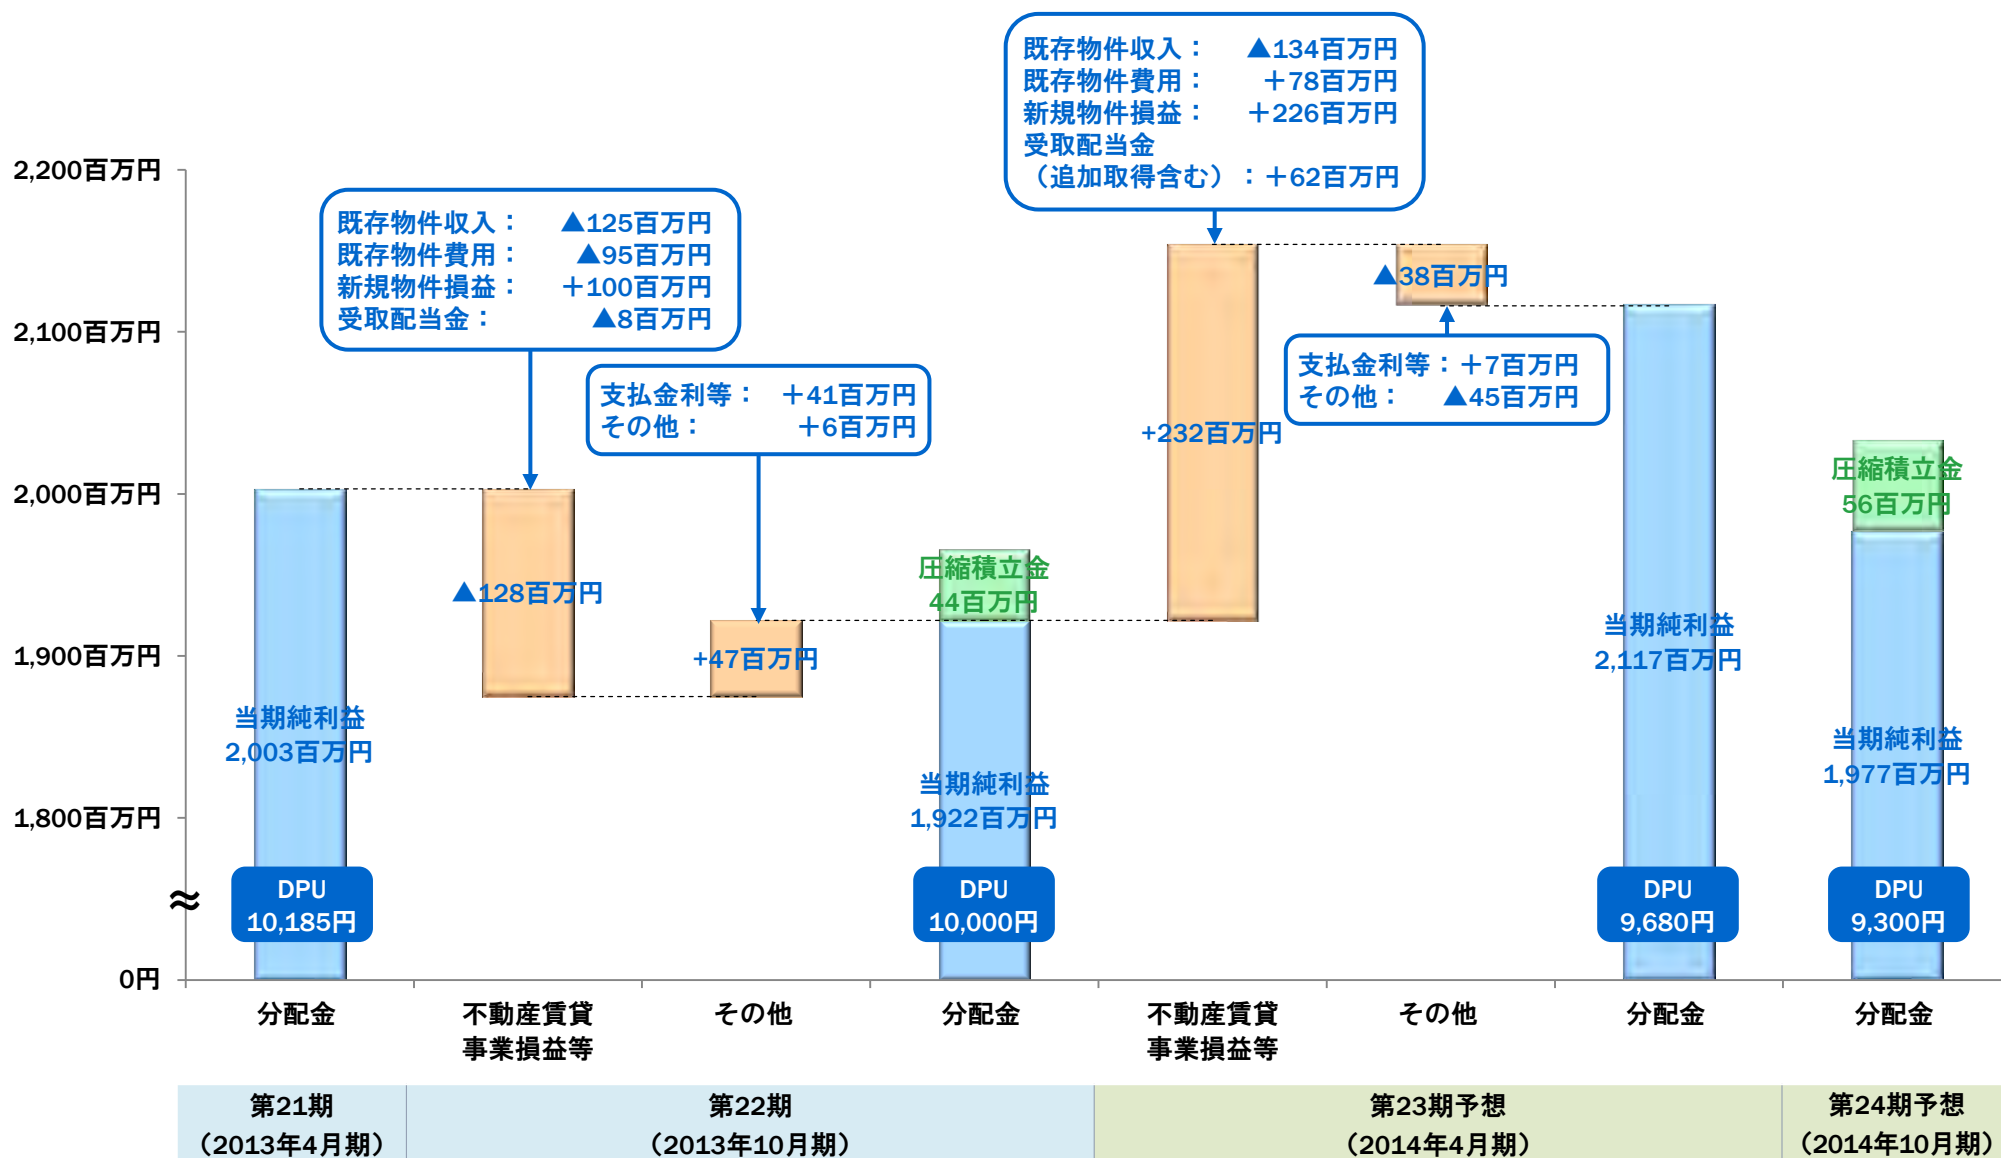 既存物件収入： ▲134百万円
既存物件費用： ＋78百万円
新規物件損益： ＋226百万円
受取配当金
（追加取得含む）：＋62百万円
既存物件収入： ▲125百万円
既存物件費用： ▲95百万円
新規物件損益： ＋100百万円
受取配当金： ▲8百万円
支払金利等： ＋41百万円
その他： ＋6百万円
支払金利等：＋7百万円
その他： ▲45百万円
2,200百万円
2,100百万円
2,000百万円
1,900百万円
1,800百万円
≈
0円
当期純利益
2,003百万円
DPU
10,185円
▲128百万円
+47百万円
圧縮積立金
44百万円
当期純利益
1,922百万円
DPU
10,000円
+232百万円
▲38百万円
当期純利益
2,117百万円
DPU
9,680円
圧縮積立金
56百万円
当期純利益
1,977百万円
DPU
9,300円
分配金
不動産賃貸
事業損益等
その他
分配金
不動産賃貸
事業損益等
その他
分配金
分配金
第21期
（2013年4月期）
第22期
（2013年10月期）
第23期予想
（2014年4月期）
第24期予想
（2014年10月期）